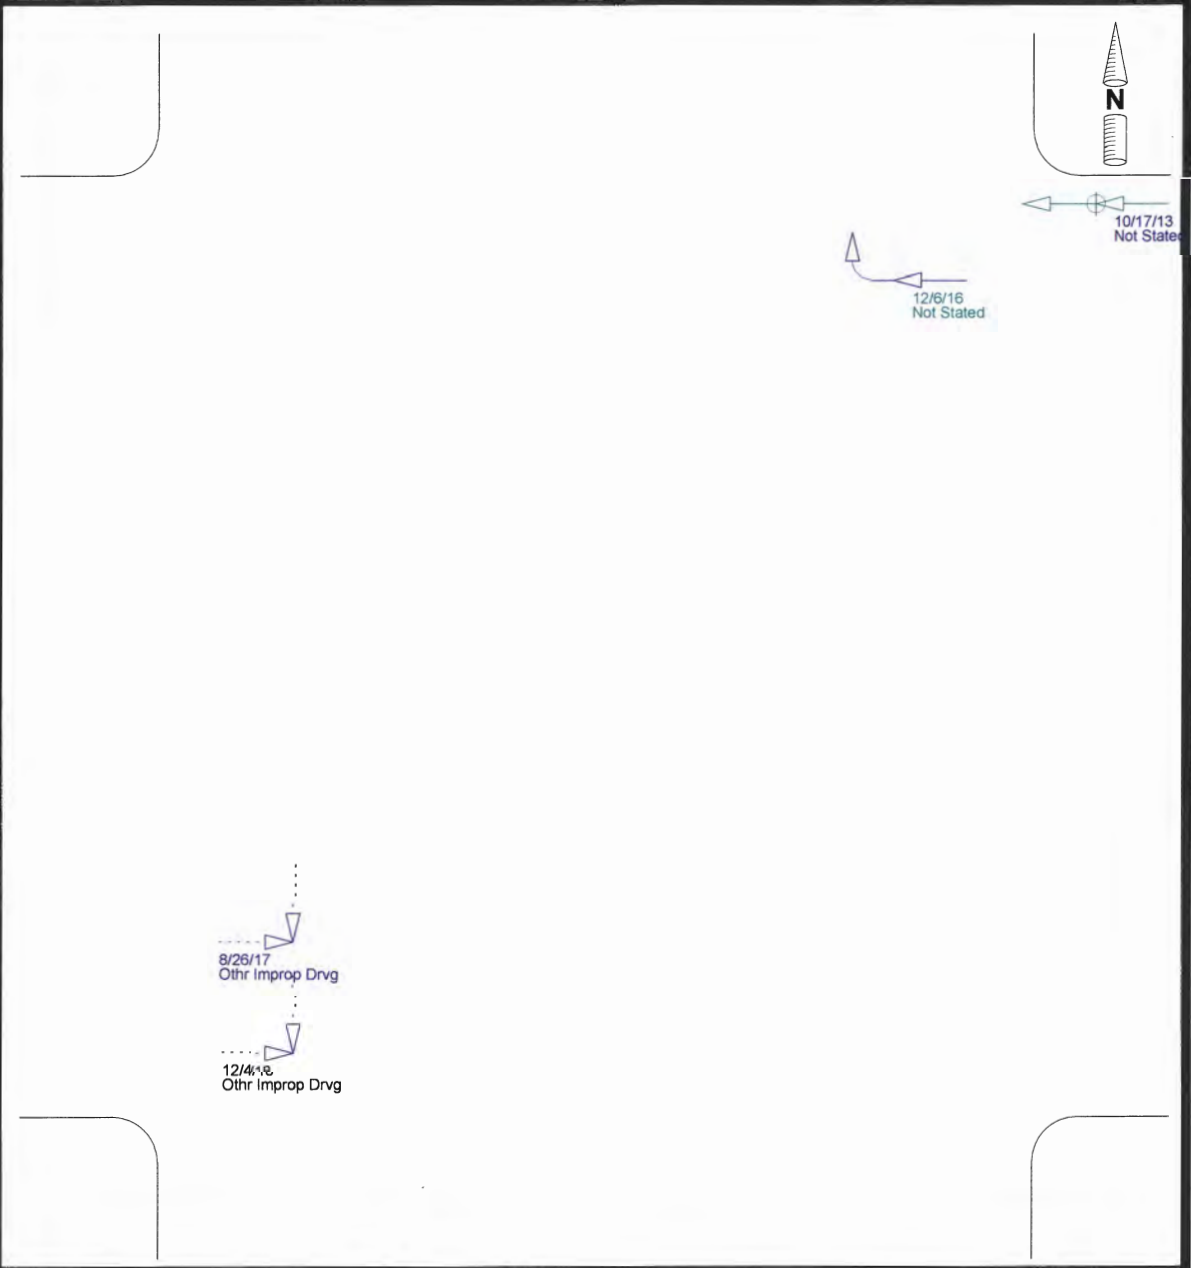 N
10/17/13
Not State
12/6/16
Not Stated
8/26/17
Othr Improp Drvg
Othr Improp Drvg